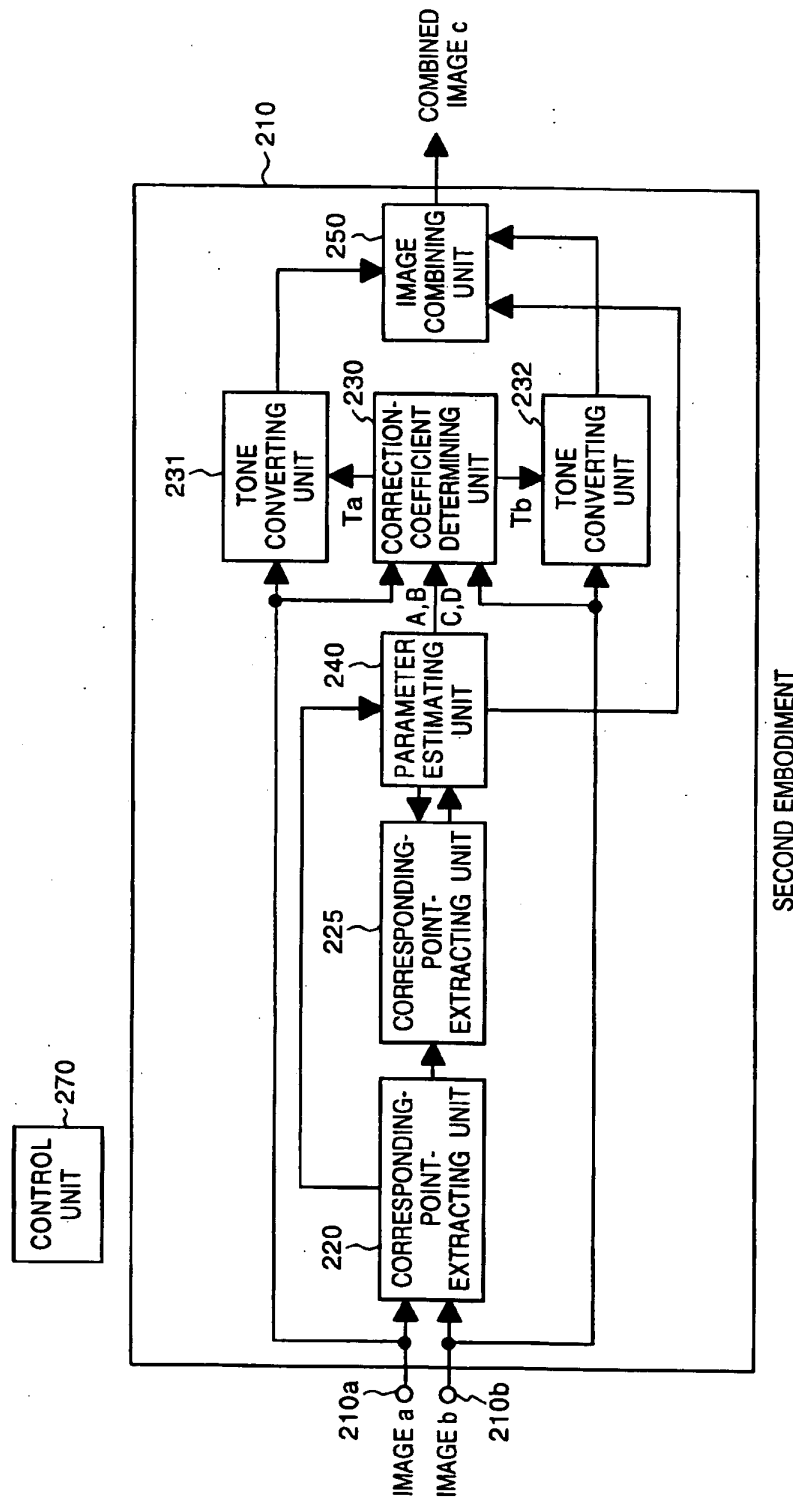 CONTROL
UNIT
270
210
IMAGE a
210a
IMAGE b
210b
220
CORRESPONDING-
POINT-
EXTRACTING UNIT
225
CORRESPONDING-
POINT-
EXTRACTING UNIT
240
PARAMETER
ESTIMATING
UNIT
A,B
C,D
231
TONE
CONVERTING
UNIT
Ta
230
CORRECTION-
COEFFICIENT
DETERMINING
UNIT
Tb
232
TONE
CONVERTING
UNIT
250
IMAGE
COMBINING
UNIT
COMBINED
IMAGE c
SECOND EMBODIMENT